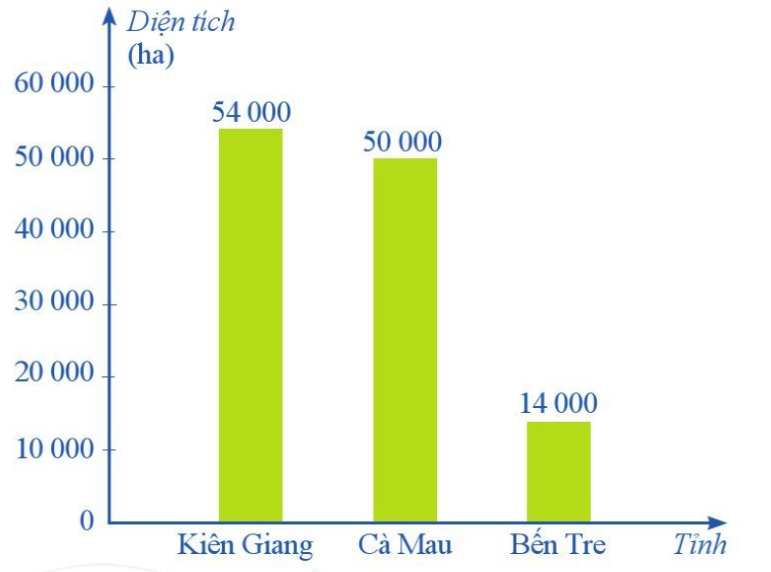 Diện tích
(ha)
60 000
50 000
40 000
30 000
20 000
10 000
0
54 000
50 000
14 000
Kiên Giang
Cà Mau
Bến Tre
Tỉnh